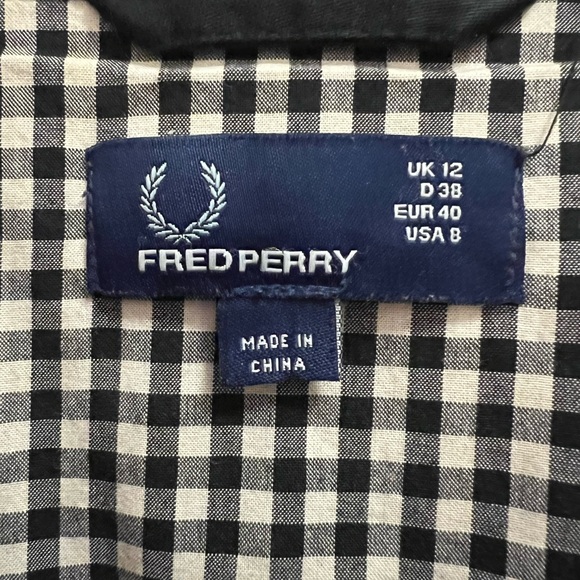 UK 12
D 38
EUR 40
USA 8
FRED PERRY
MADE IN
CHINA